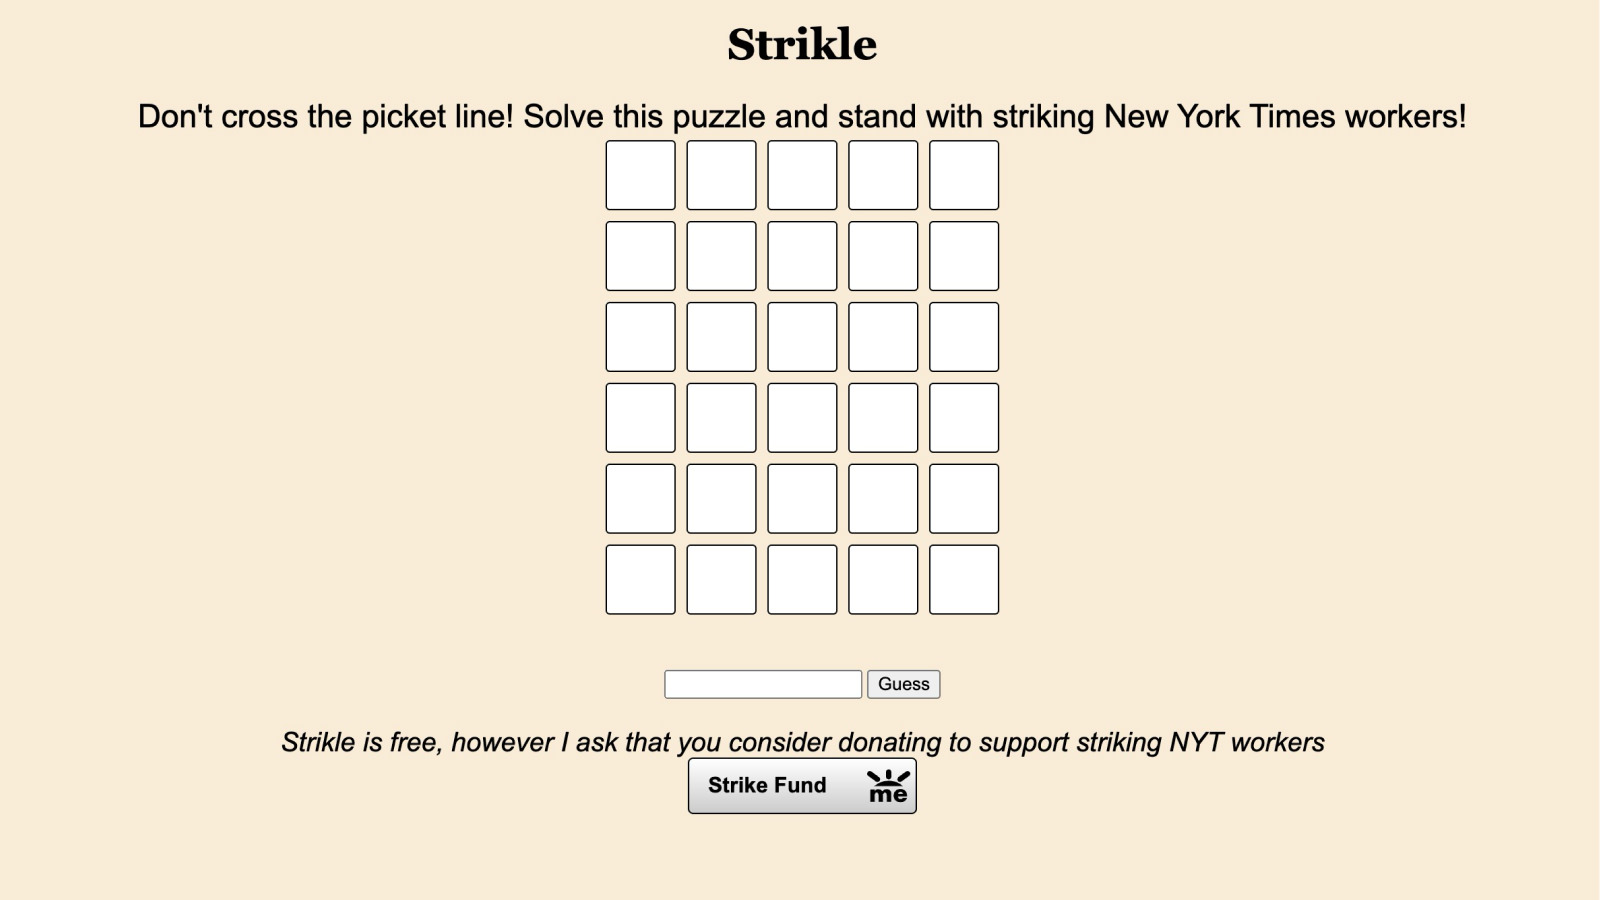 Strikle
Don't cross the picket line! Solve this puzzle and stand with striking New York Times workers!
Guess
Strikle is free, however I ask that you consider donating to support striking NYT workers
Strike Fund me